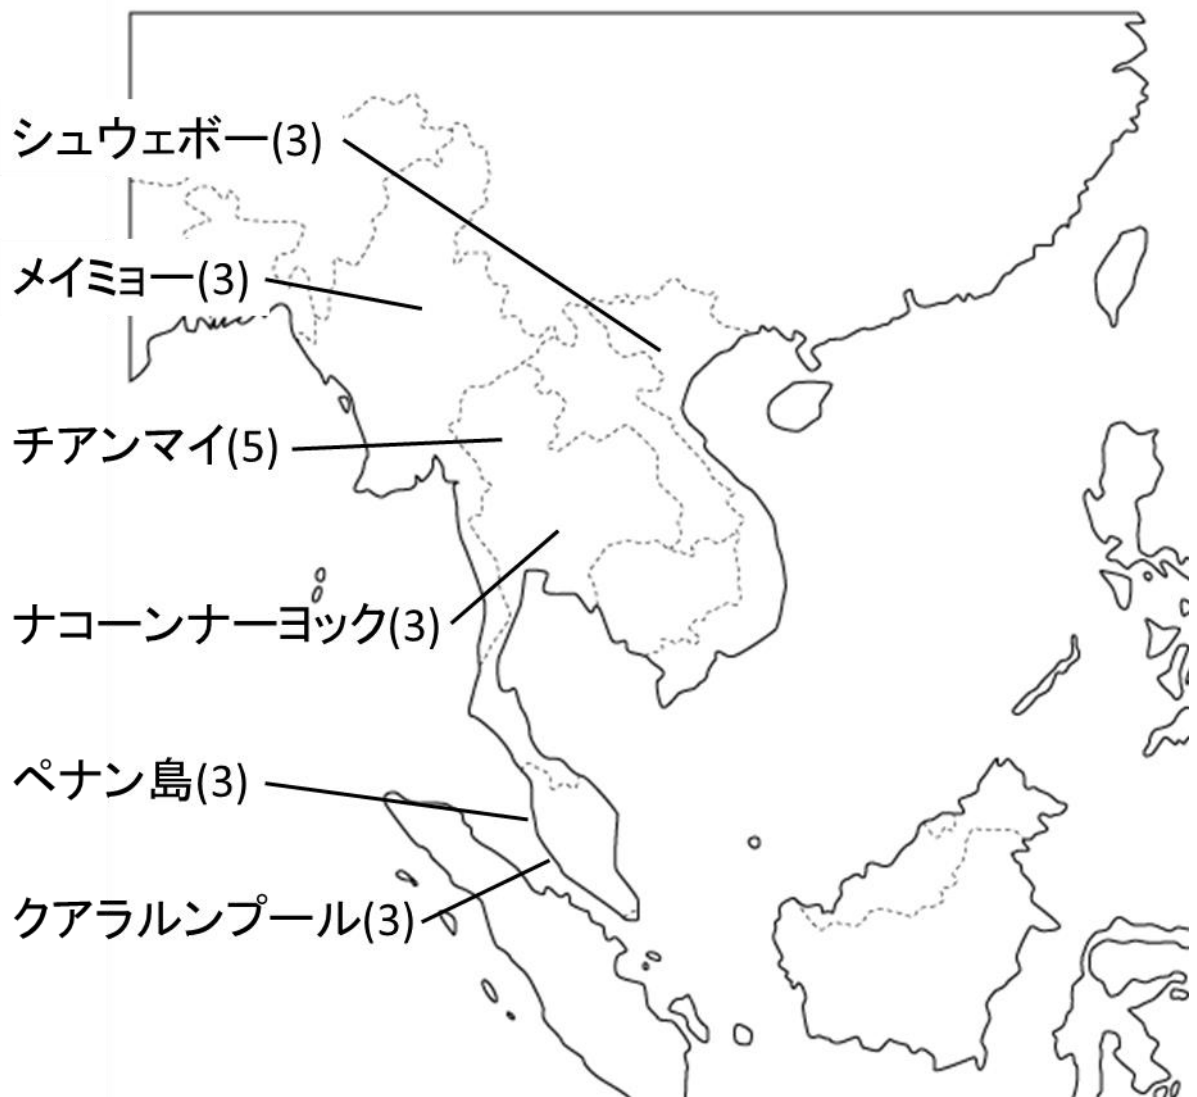 シュウェボー(3)
メイミョー(3)
チアンマイ(5)
ナコーンナーヨック(3)
ペナン島(3)
クアラルンプール(3)